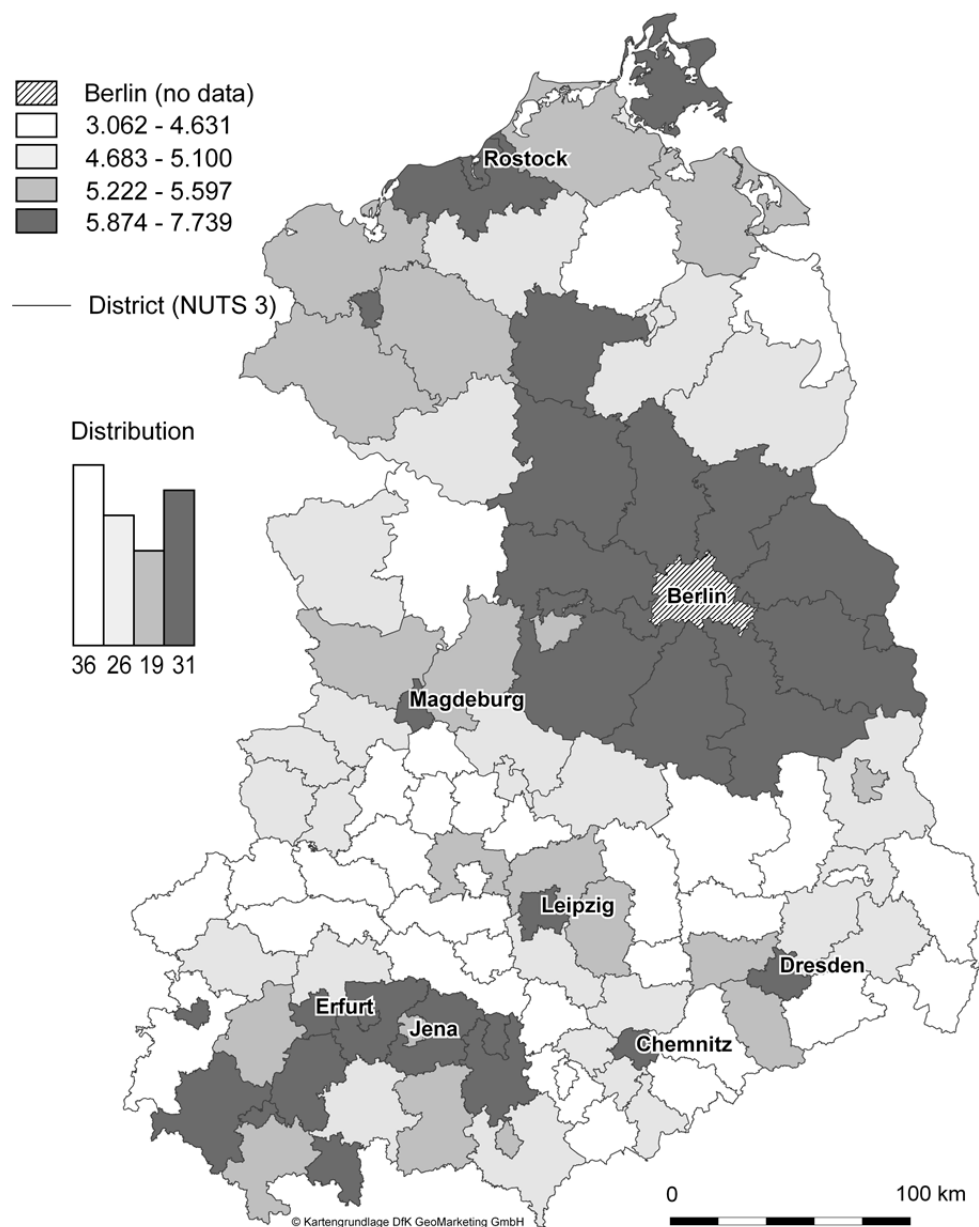 Berlin (no data)
3.062 - 4.631
4.683 - 5.100
5.222 - 5.597
5.874 - 7.739
District (NUTS 3)
Distribution
36 26 19 31
Rostock
Berlin
Magdeburg
Leipzig
Dresden
Erfurt
Jena
Chemnitz
0 100 km
© Kartengrundlage DfK GeoMarketing GmbH